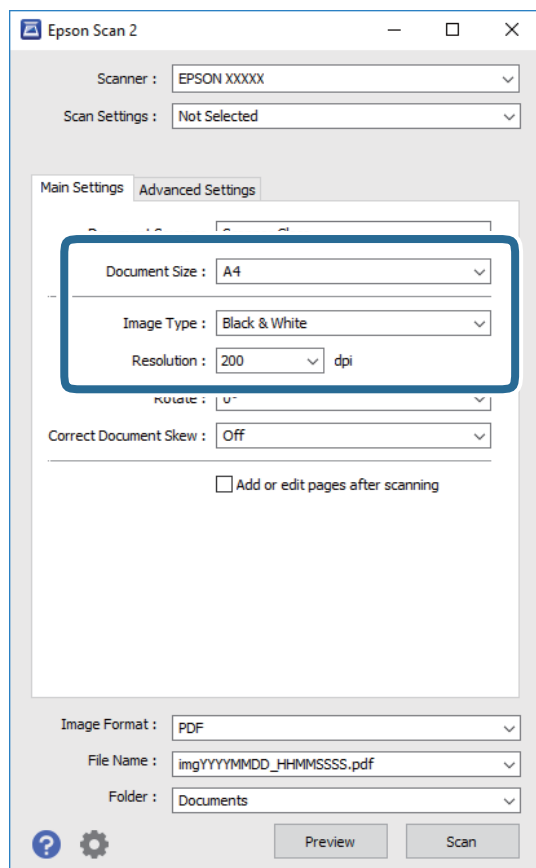 Epson Scan 2
Scanner : EPSON XXXXX
Scan Settings : Not Selected
Main Settings Advanced Settings
Document Size : A4
Image Type : Black & White
Resolution : 200 dpi
Rotate : 0°
Correct Document Skew : Off
Add or edit pages after scanning
Image Format : PDF
File Name : imgYYYYMMDD_HHMMSSSS.pdf
Folder : Documents
? Preview Scan